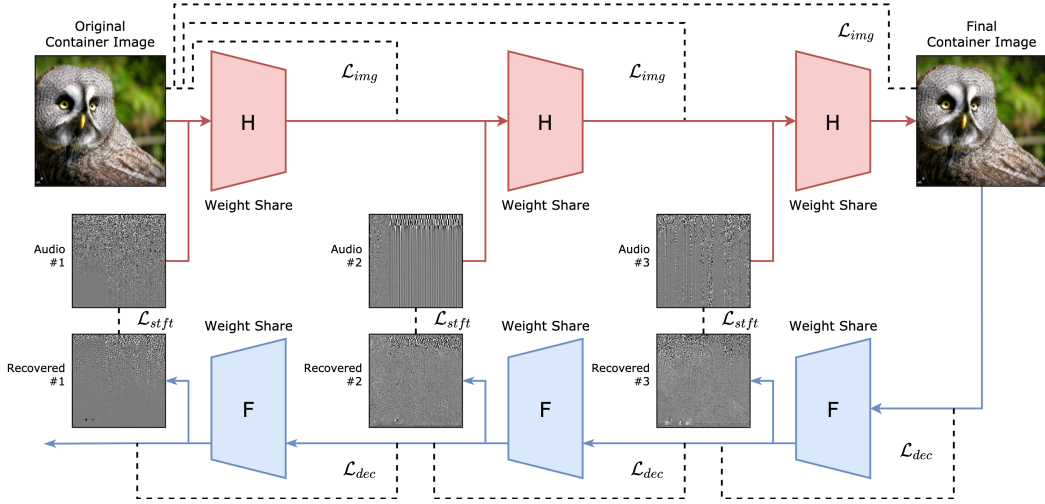 Original
Container Image
Final
Container Image
ℒimg
ℒimg
ℒimg
H
H
H
Weight Share
Weight Share
Weight Share
Audio
#1
Audio
#2
Audio
#3
ℒstft
ℒstft
ℒstft
Weight Share
Weight Share
Weight Share
Recovered
#1
Recovered
#2
Recovered
#3
F
F
F
ℒdec
ℒdec
ℒdec